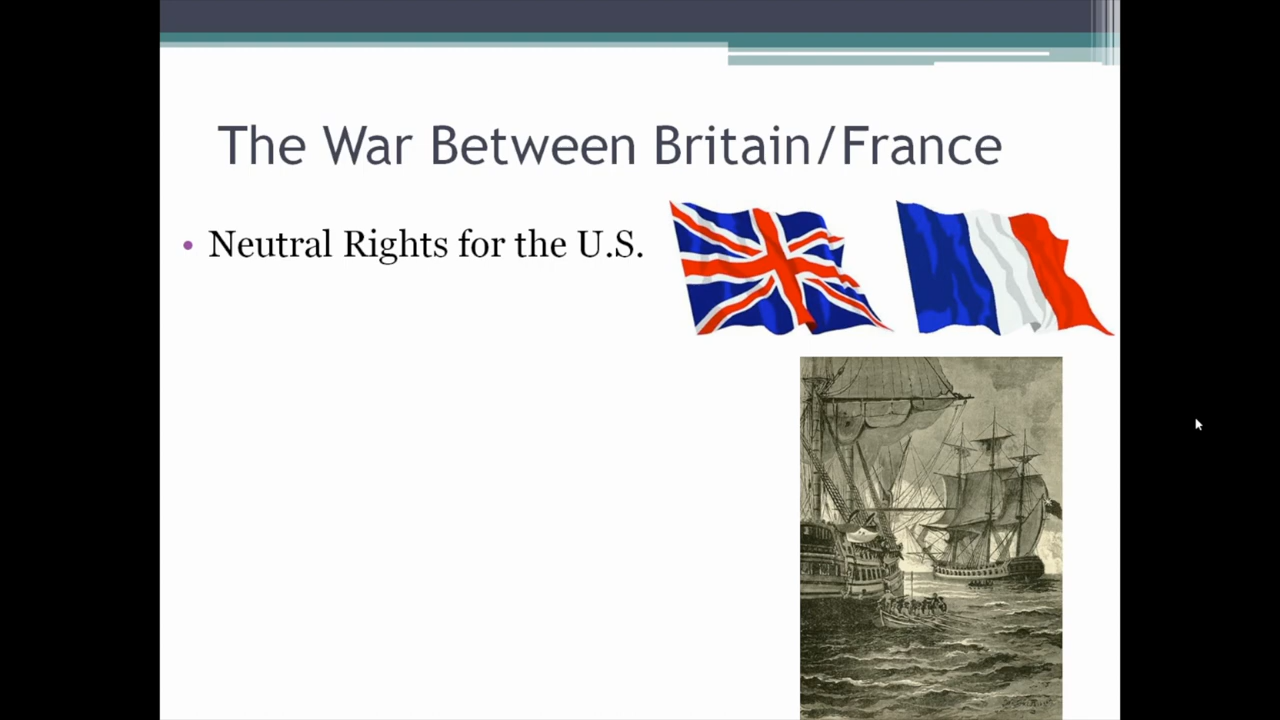 The War Between Britain/France
• Neutral Rights for the U.S.